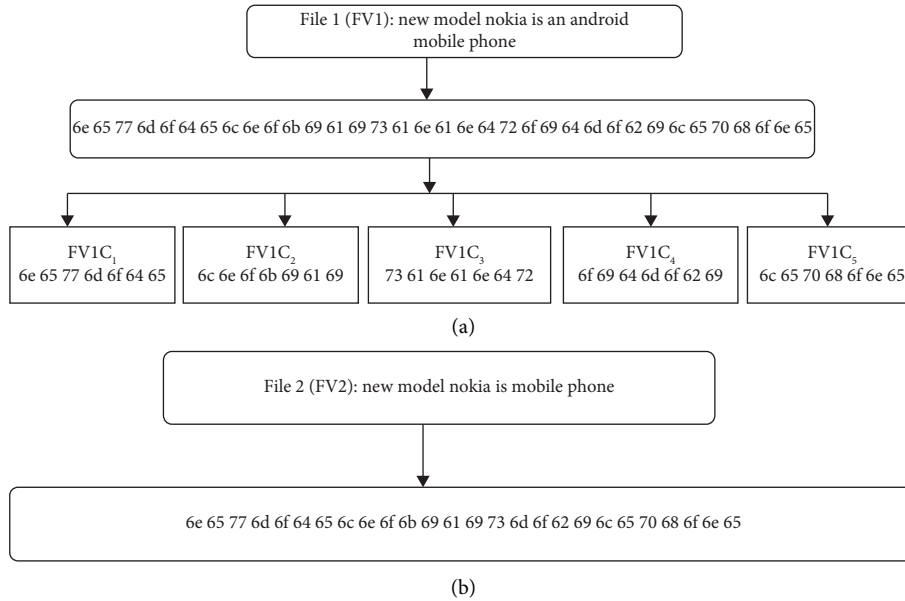 File 1 (FV1): new model nokia is an android
mobile phone
6e 65 77 6d 6f 64 65 6c 6e 6f 6b 69 61 69 73 61 6e 61 6e 64 72 6f 69 64 6d 6f 62 69 6c 65 70 68 6f 6e 65
FV1C₁
6e 65 77 6d 6f 64 65
FV1C₂
6c 6e 6f 6b 69 61 69
FV1C₃
73 61 6e 61 6e 64 72
FV1C₄
6f 69 64 6d 6f 62 69
FV1C₅
6c 65 70 68 6f 6e 65
(a)
File 2 (FV2): new model nokia is mobile phone
6e 65 77 6d 6f 64 65 6c 6e 6f 6b 69 61 69 73 6d 6f 62 69 6c 65 70 68 6f 6e 65
(b)